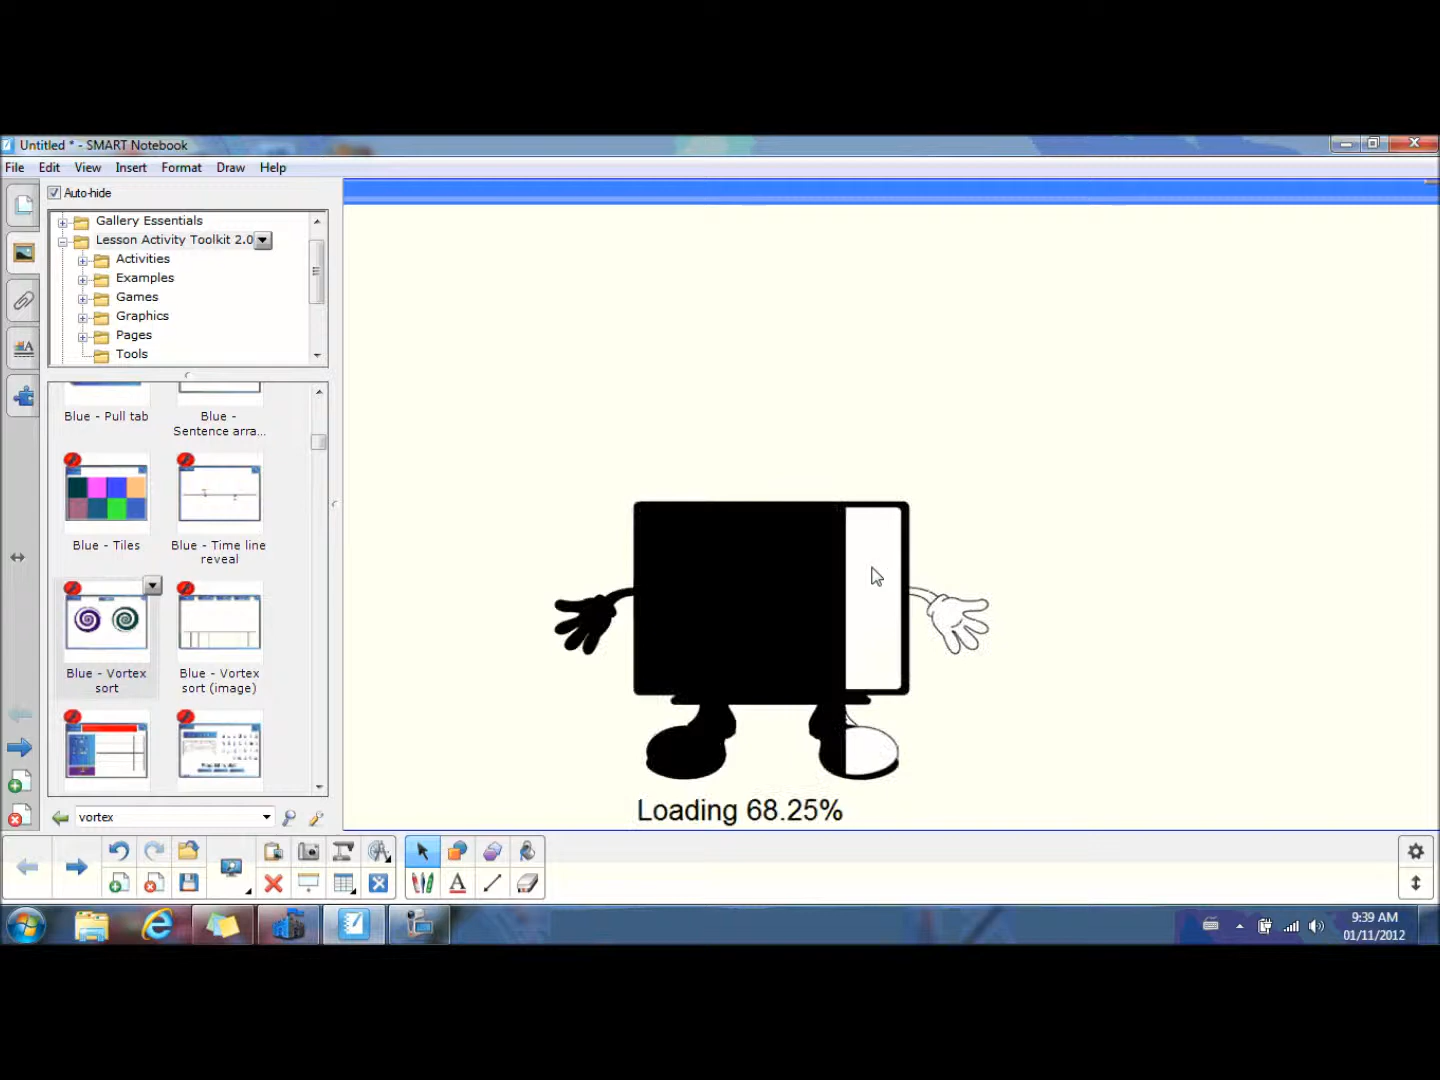 Untitled * - SMART Notebook
File Edit View Insert Format Draw Help
Auto-hide
Gallery Essentials
Lesson Activity Toolkit 2.0
Activities
Examples
Games
Graphics
Pages
Tools
Blue - Pull tab
Blue -
Sentence arra...
Blue - Tiles
Blue - Time line
reveal
Blue - Vortex
sort
Blue - Vortex
sort (image)
vortex
Loading 68.25%
9:39 AM
01/11/2012